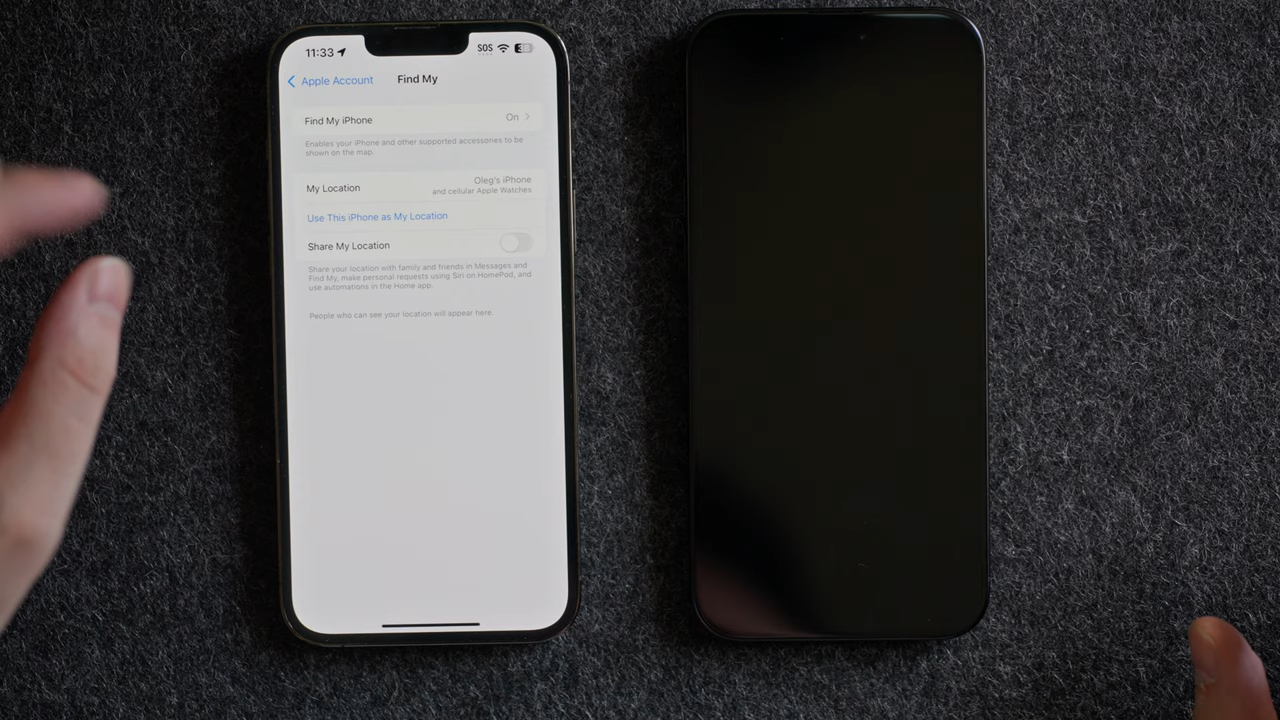 11:33 SOS 38
Apple Account Find My
Find My iPhone On
Enables your iPhone and other supported accessories to be
shown on the map.
My Location Oleg's iPhone
and cellular Apple Watches
Use This iPhone as My Location
Share My Location
Share your location with family and friends in Messages and
Find My, make personal requests using Siri on HomePod, and
use automations in the Home app.
People who can see your location will appear here.